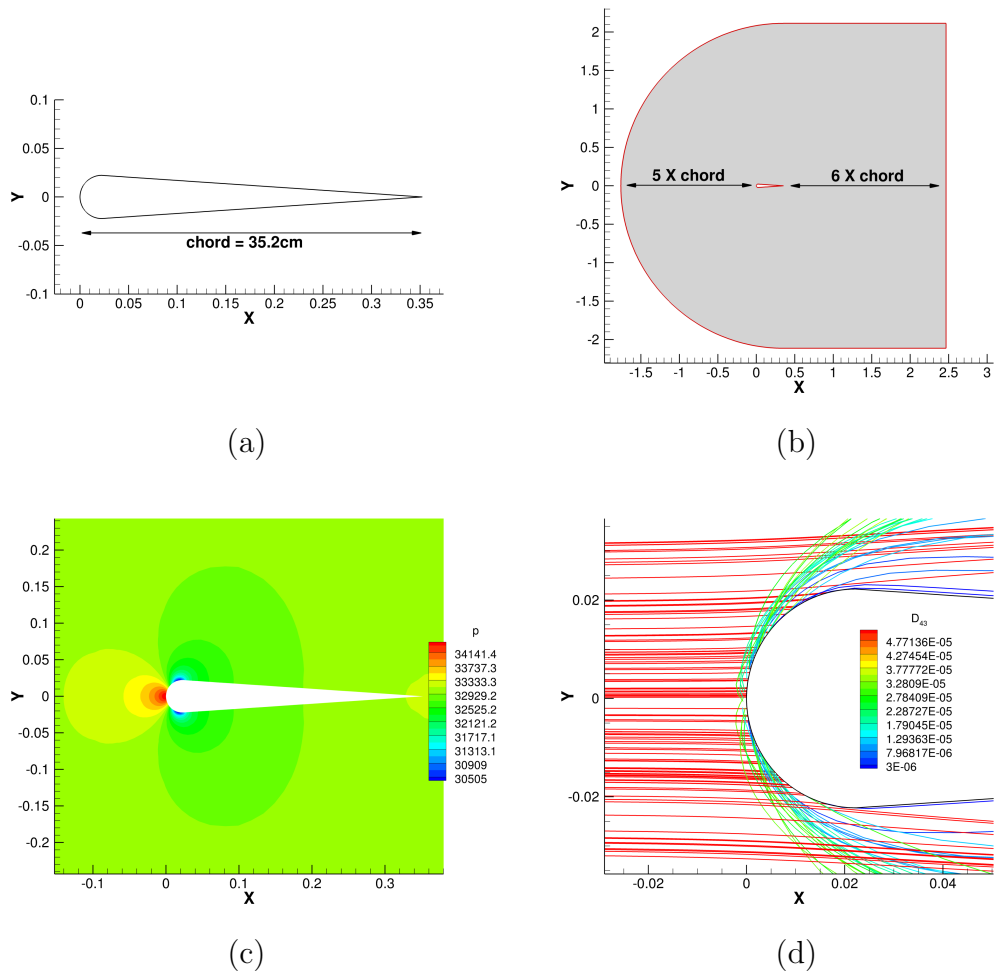 0.1
0.05
0
-0.05
-0.1
Y
chord = 35.2cm
0 0.05 0.1 0.15 0.2 0.25 0.3 0.35
X
(a)
2
1.5
1
0.5
0
-0.5
-1
-1.5
-2
Y
5 X chord
6 X chord
-1.5 -1 -0.5 0 0.5 1 1.5 2 2.5 3
X
(b)
0.2
0.15
0.1
0.05
0
-0.05
-0.1
-0.15
-0.2
Y
p
34141.4
33737.3
33333.3
32929.2
32525.2
32121.2
31717.1
31313.1
30909
30505
-0.1 0 0.1 0.2 0.3
X
(c)
0.02
0
-0.02
Y
D43
4.77136E-05
4.27454E-05
3.77772E-05
3.2809E-05
2.78409E-05
2.28727E-05
1.79045E-05
1.29363E-05
7.96817E-06
3E-06
-0.02 0 0.02 0.04
X
(d)